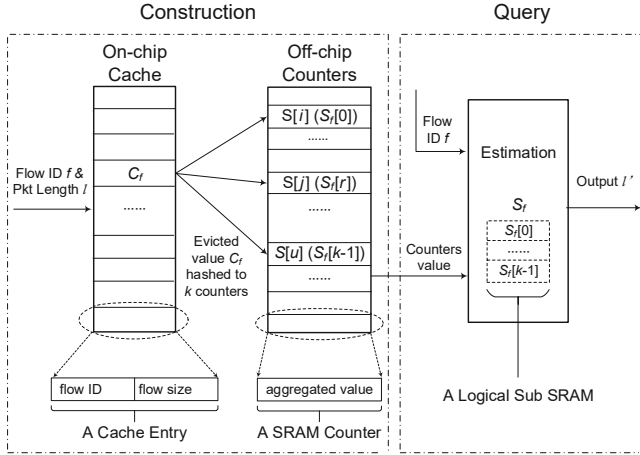 Construction
Query
On-chip
Cache
Off-chip
Counters
S[i] (Sf[0])
......
Flow ID f &
Pkt Length l
Cf
......
S[j] (Sf[r])
......
Evicted
value Cf
hashed to
k counters
S[u] (Sf[k-1])
......
Flow
ID f
Estimation
Output l'
Sf
Sf[0]
......
Sf[k-1]
Counters
value
flow ID
flow size
aggregated value
A Cache Entry
A SRAM Counter
A Logical Sub SRAM